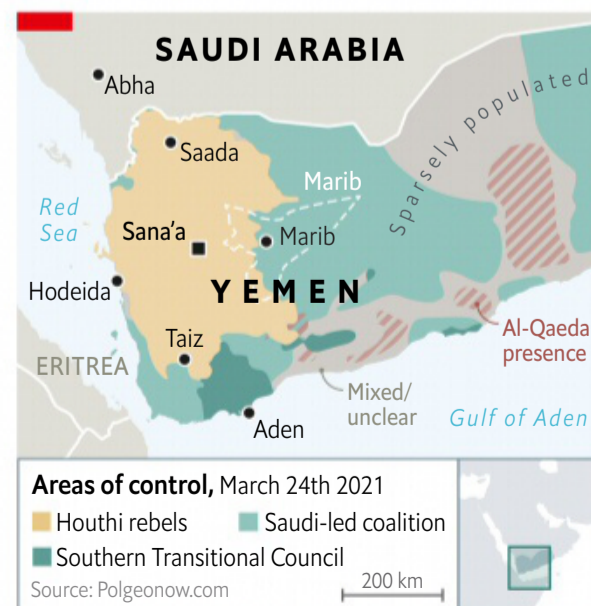 SAUDI ARABIA
Abha
Sparsely populated
Saada
Marib
Red
Sea
Sana’a
Marib
Hodeida
YEMEN
Taiz
Al-Qaeda
presence
ERITREA
Mixed/
unclear
Gulf of Aden
Aden
Areas of control, March 24th 2021
Houthi rebels
Saudi-led coalition
Southern Transitional Council
Source: Polgeonow.com
200 km